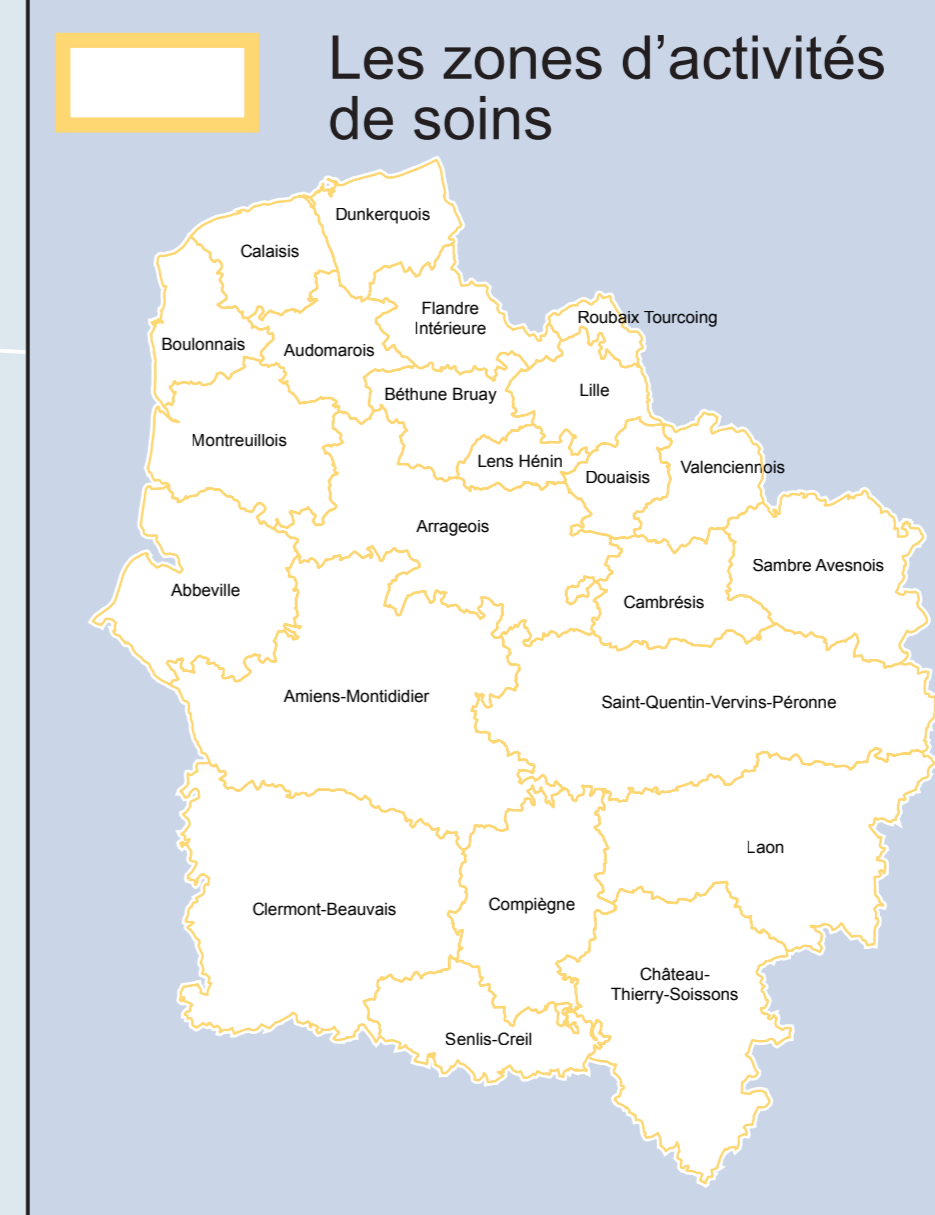 Les zones d'activités
de soins
Dunkerquois
Calaisis
Flandre
Intérieure
Roubaix Tourcoing
Boulonnais
Audomarois
Béthune Bruay
Lille
Montreuillois
Lens Hénin
Douaisis
Valenciennois
Arrageois
Sambre Avesnois
Abbeville
Cambrésis
Amiens-Montididier
Saint-Quentin-Vervins-Péronne
Laon
Clermont-Beauvais
Compiègne
Château-
Thierry-Soissons
Senlis-Creil